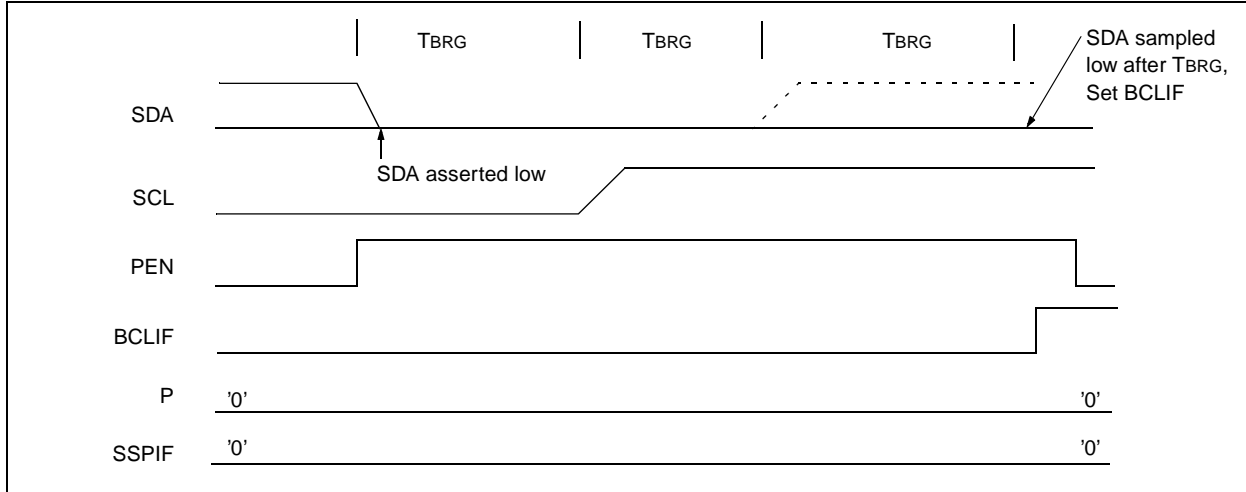 TBRG TBRG TBRG
SDA sampled
low after TBRG,
Set BCLIF
SDA
SDA asserted low
SCL
PEN
BCLIF
P '0' '0'
SSPIF '0' '0'